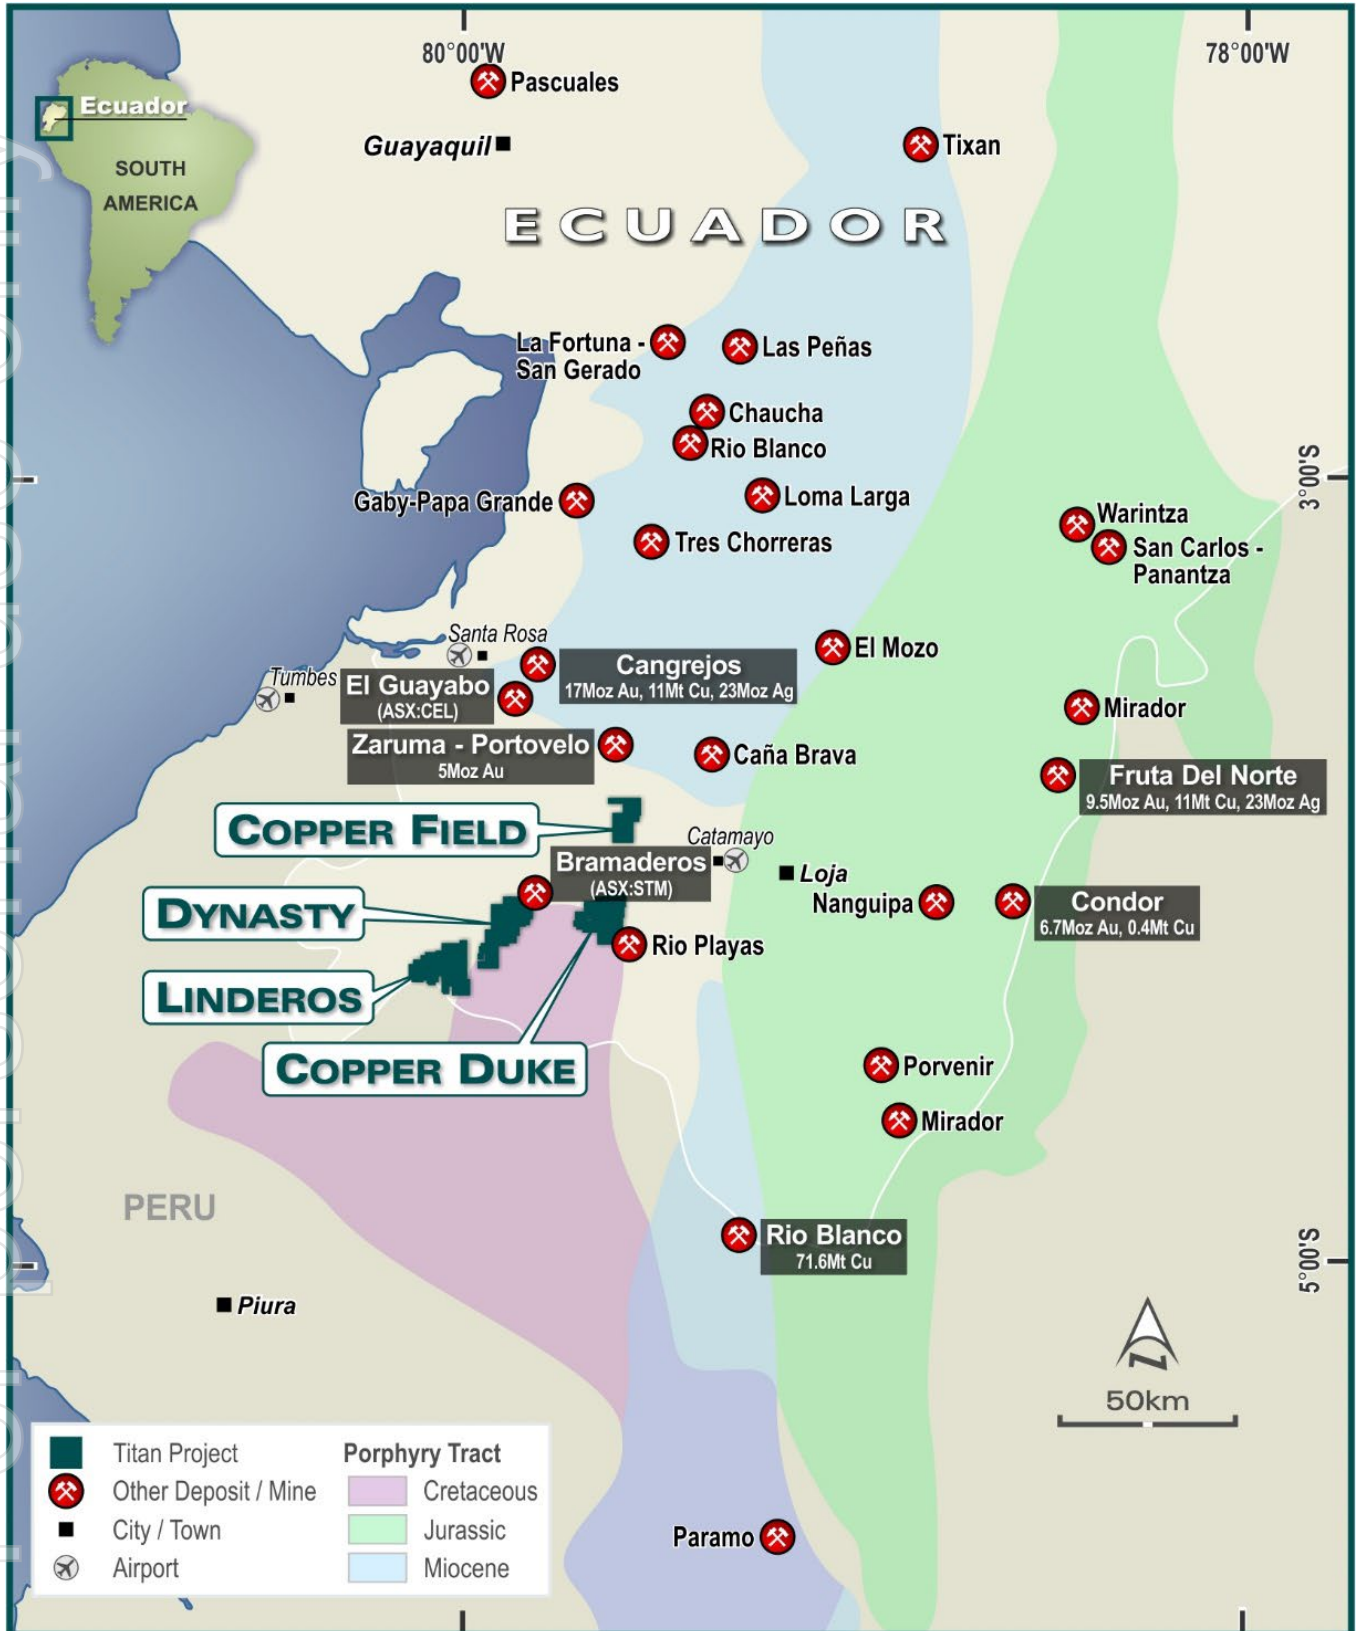 80°00'W
78°00'W
Pascuales
Ecuador
SOUTH
AMERICA
Guayaquil
Tixan
ECUADOR
La Fortuna -
San Gerado
Las Peñas
Chaucha
Rio Blanco
3°00'S
Gaby-Papa Grande
Loma Larga
Warintza
Tres Chorreras
San Carlos -
Panantza
Santa Rosa
El Mozo
Cangrejos
17Moz Au, 11Mt Cu, 23Moz Ag
Tumbes
El Guayabo
(ASX:CEL)
Mirador
Zaruma - Portovelo
5Moz Au
Caña Brava
Fruta Del Norte
9.5Moz Au, 11Mt Cu, 23Moz Ag
COPPER FIELD
Catamayo
Bramaderos
(ASX:STM)
Loja
Nanguipa
Condor
6.7Moz Au, 0.4Mt Cu
DYNASTY
Rio Playas
LINDEROS
COPPER DUKE
Porvenir
Mirador
PERU
Rio Blanco
71.6Mt Cu
5°00'S
Piura
N
50km
Titan Project
Other Deposit / Mine
City / Town
Airport
Porphyry Tract
Cretaceous
Jurassic
Miocene
Paramo